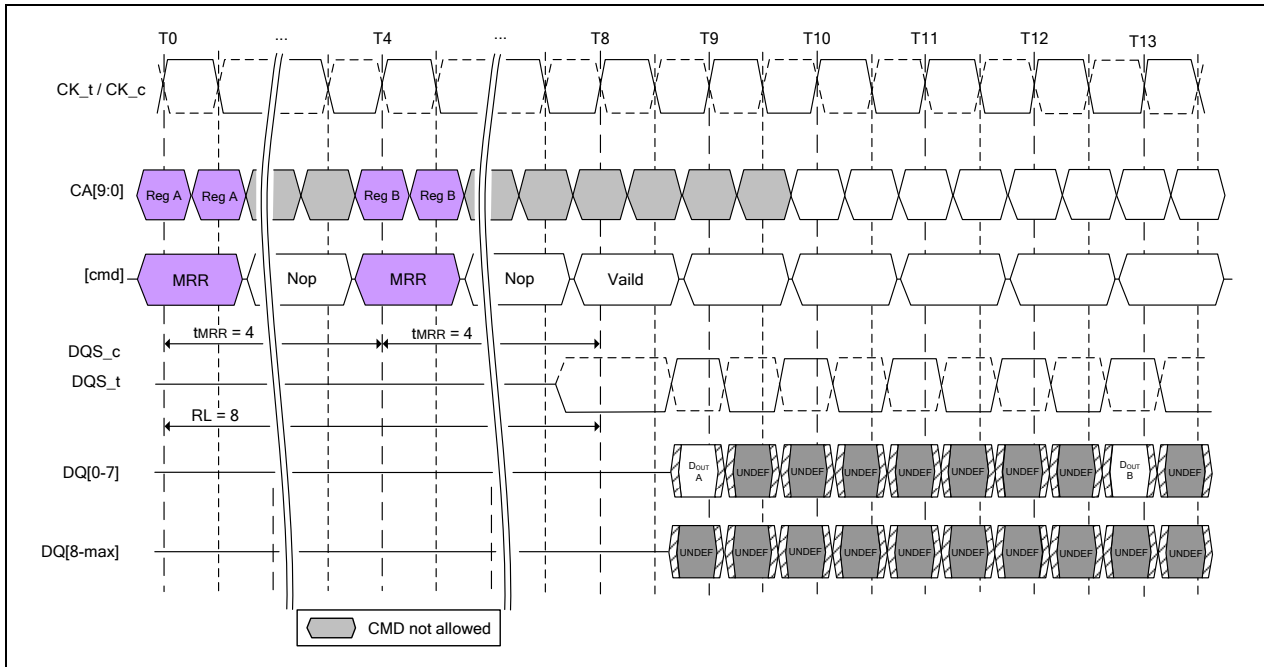 T0 ... T4 ... T8 T9 T10 T11 T12 T13
CK_t / CK_c
CA[9:0] Reg A Reg A Reg B Reg B
[cmd] MRR Nop MRR Nop Vaild
tMRR = 4 tMRR = 4
DQS_c
DQS_t
RL = 8
DQ[0-7] DOUT A UNDEF UNDEF UNDEF UNDEF UNDEF UNDEF UNDEF DOUT B UNDEF
DQ[8-max] UNDEF UNDEF UNDEF UNDEF UNDEF UNDEF UNDEF UNDEF UNDEF UNDEF
CMD not allowed